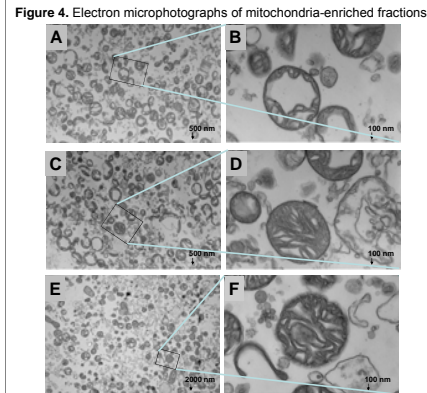 Figure 4. Electron microphotographs of mitochondria-enriched fractions
A
B
500 nm
100 nm
C
D
500 nm
100 nm
E
F
2000 nm
100 nm